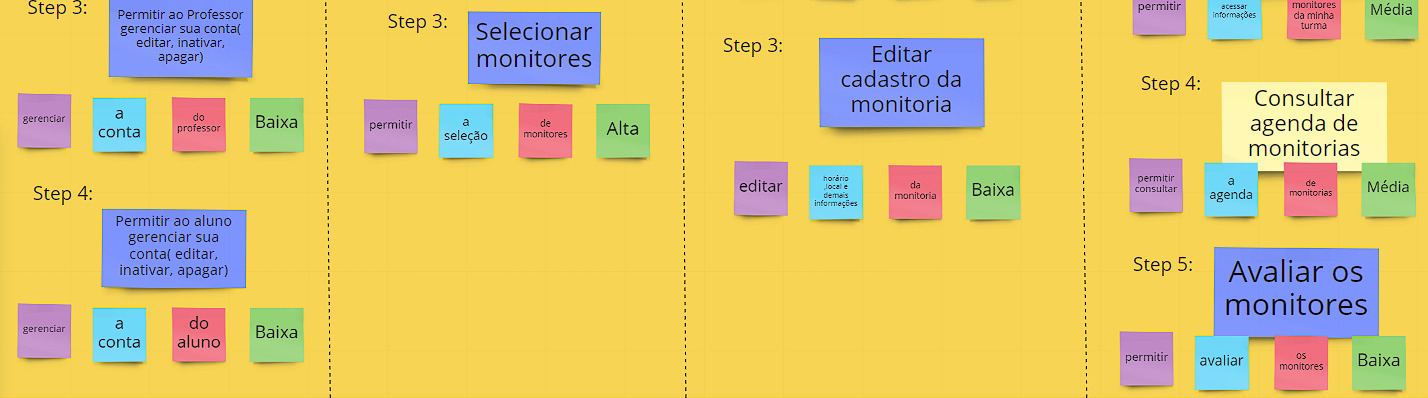 Step 3:
Permitir ao Professor
gerenciar sua conta(
editar, inativar,
apagar)
gerenciar
a
conta
do
professor
Baixa
Step 4:
Permitir ao aluno
gerenciar sua
conta( editar,
inativar, apagar)
gerenciar
a
conta
do
aluno
Baixa
Step 3:
Selecionar
monitores
permitir
a
seleção
de
monitores
Alta
Step 3:
Editar
cadastro da
monitoria
editar
horário
,local e
demais
informações
da
monitoria
Baixa
permitir
acessar
informações
monitores
da minha
turma
Média
Step 4:
Consultar
agenda de
monitorias
permitir
consultar
a
agenda
de
monitorias
Média
Step 5:
Avaliar os
monitores
permitir
avaliar
os
monitores
Baixa